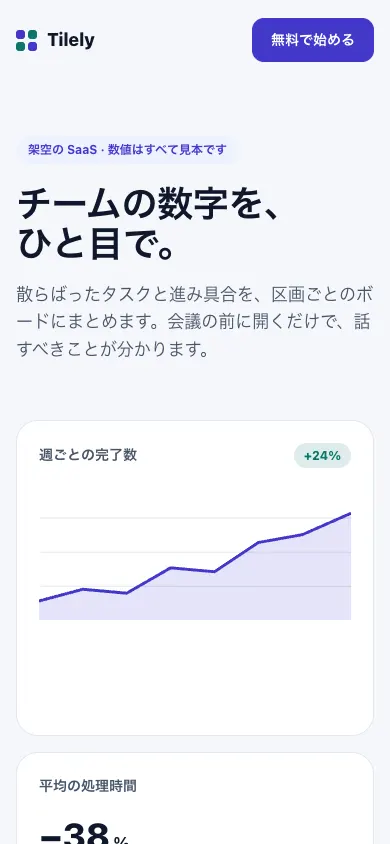 Tilely
無料で始める
架空の SaaS · 数値はすべて見本です
チームの数字を、
ひと目で。
散らばったタスクと進み具合を、区画ごとのボ
ードにまとめます。会議の前に開くだけで、話
すべきことが分かります。
週ごとの完了数
+24%
平均の処理時間
−38%